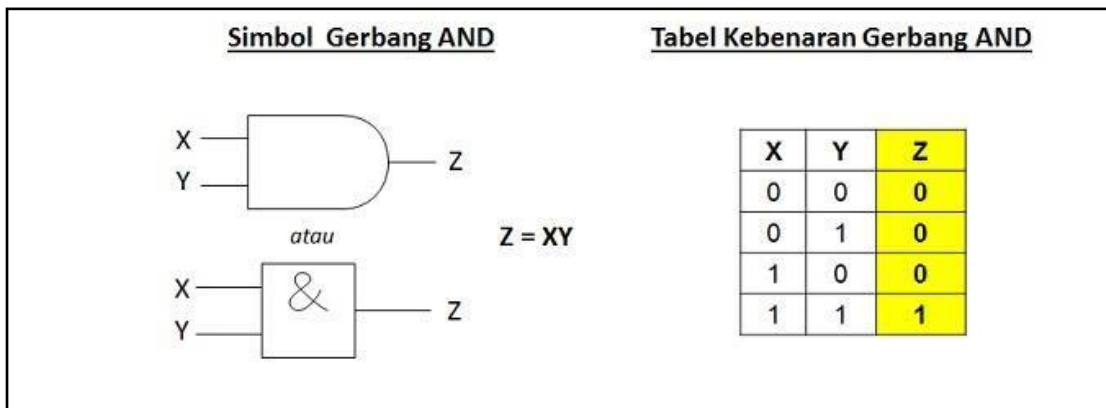 Simbol Gerbang AND
X
Y
Z
atau
Z = XY
X
Y
&
Z
Tabel Kebenaran Gerbang AND
X Y Z
0 0 0
0 1 0
1 0 0
1 1 1